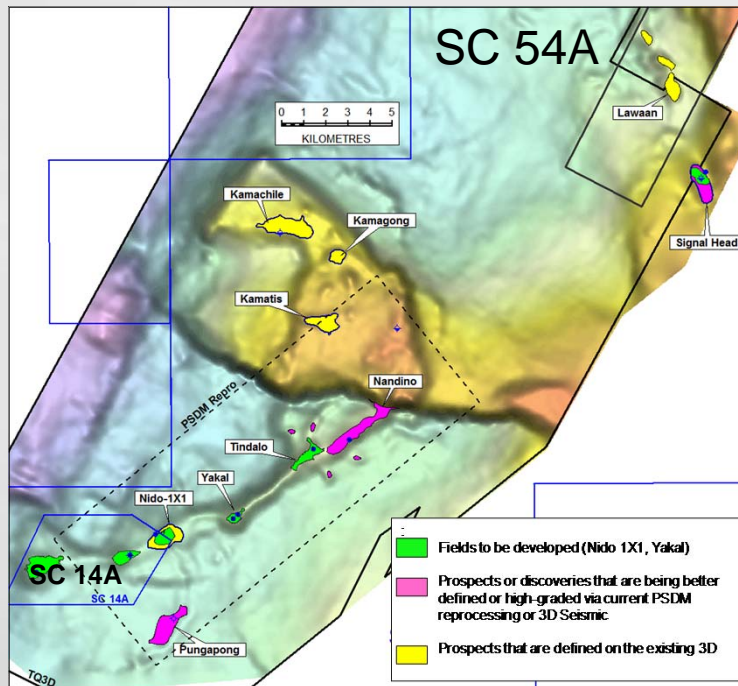 SC 54A
0 1 2 3 4 5
KILOMETRES
Lawaan
Kamachile
Kamagong
Signal Head
Kamatis
PSDM Repro
Nandino
Tindalo
Yakal
Nido-1X1
SC 14A
SC 14A
Pungapong
TQ3D
Fields to be developed (Nido 1X1, Yakal)
Prospects or discoveries that are being better
defined or high-graded via current PSDM
reprocessing or 3D Seismic
Prospects that are defined on the existing 3D